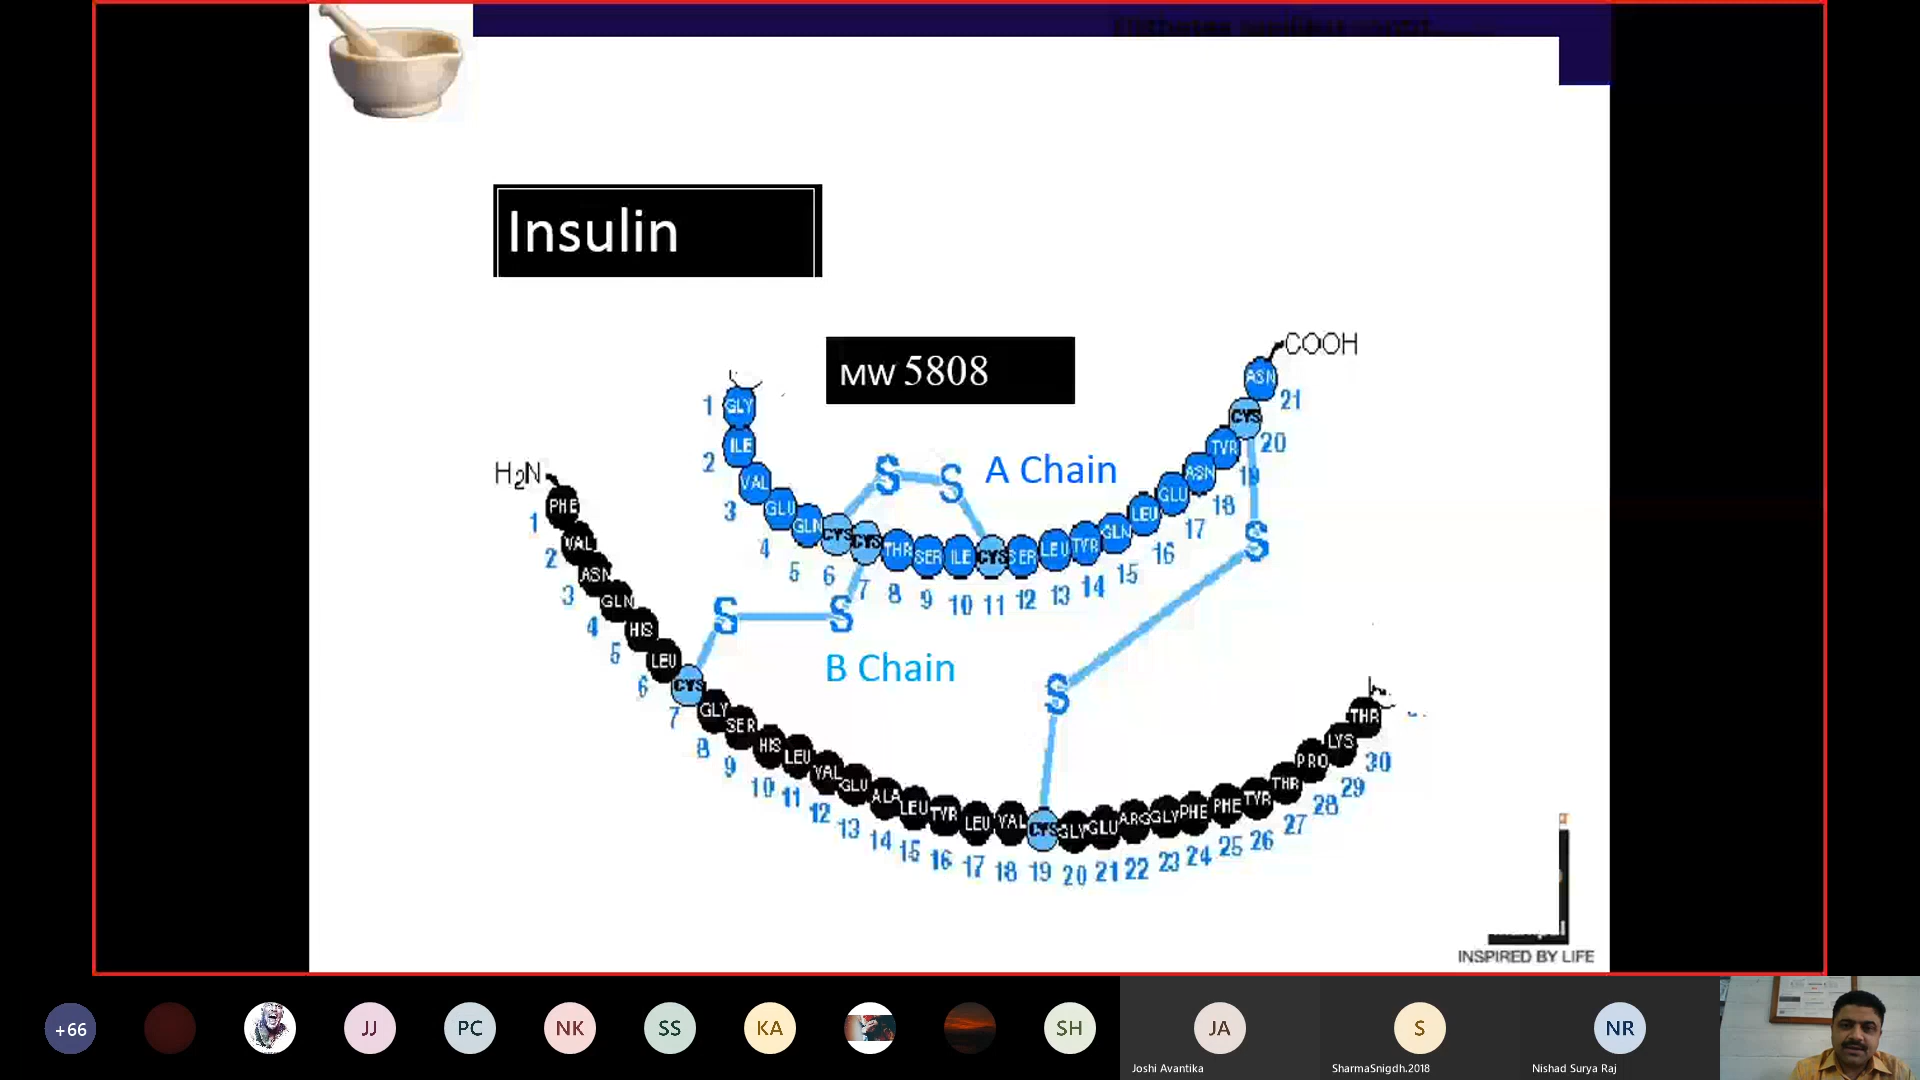 Insulin
MW 5808
COOH
H2N
A Chain
GLY ILE VAL GLU GLN CYS CYS THR SER ILE CYS SER LEU TYR GLN LEU GLU ASN TYR CYS ASN
1 2 3 4 5 6 7 8 9 10 11 12 13 14 15 16 17 18 19 20 21
S S
S S
S
S
B Chain
PHE VAL ASN GLN HIS LEU CYS GLY SER HIS LEU VAL GLU ALA LEU TYR LEU VAL CYS GLY GLU ARG GLY PHE PHE TYR THR PRO LYS THR
1 2 3 4 5 6 7 8 9 10 11 12 13 14 15 16 17 18 19 20 21 22 23 24 25 26 27 28 29 30
INSPIRED BY LIFE
+66
JJ
PC
NK
SS
KA
SH
JA
S
NR
Joshi Avantika
SharmaSnigdh.2018
Nishad Surya Raj